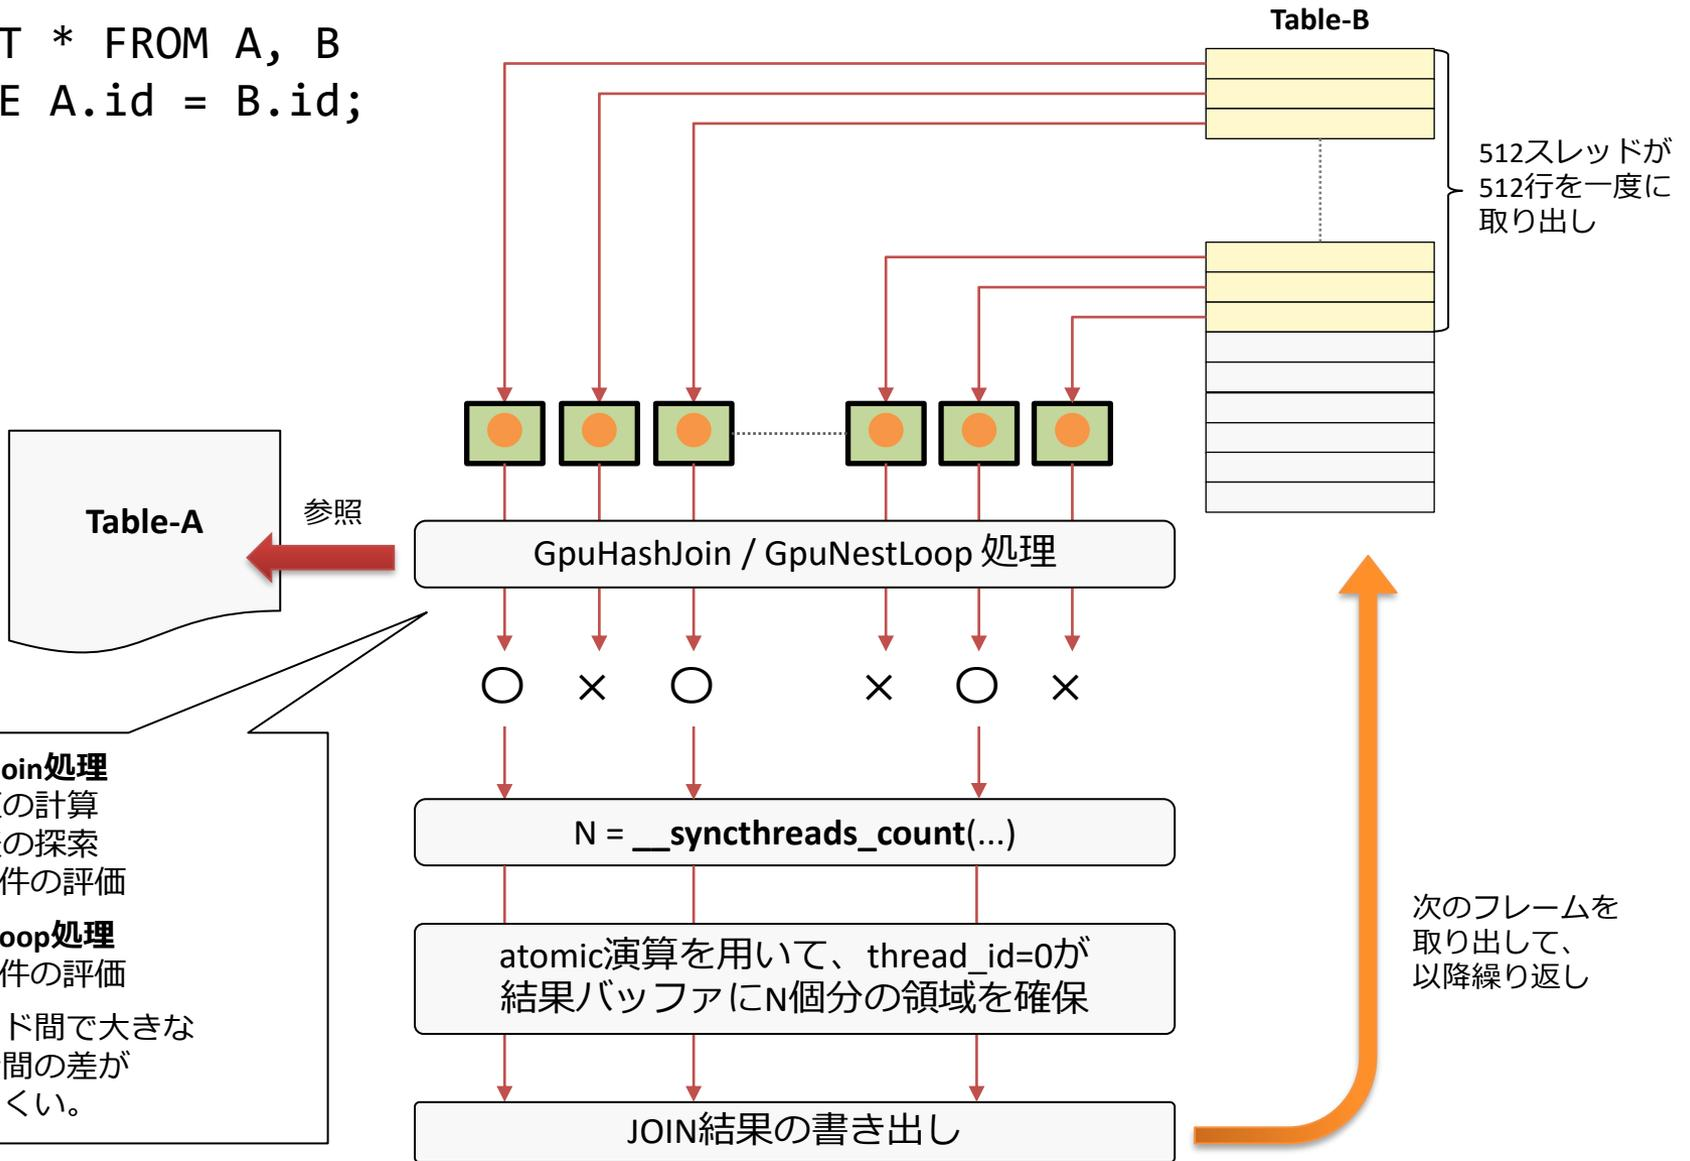 T * FROM A, B
E A.id = B.id;
Table-B
512スレッドが
512行を一度に
取り出し
Table-A
参照
GpuHashJoin / GpuNestLoop 処理
○ × ○ × ○ ×
oin処理
の計算
の探索
件の評価
oop処理
件の評価
ド間で大きな
間の差が
くい。
N = __syncthreads_count(...)
atomic演算を用いて、thread_id=0が
結果バッファにN個分の領域を確保
JOIN結果の書き出し
次のフレームを
取り出して、
以降繰り返し